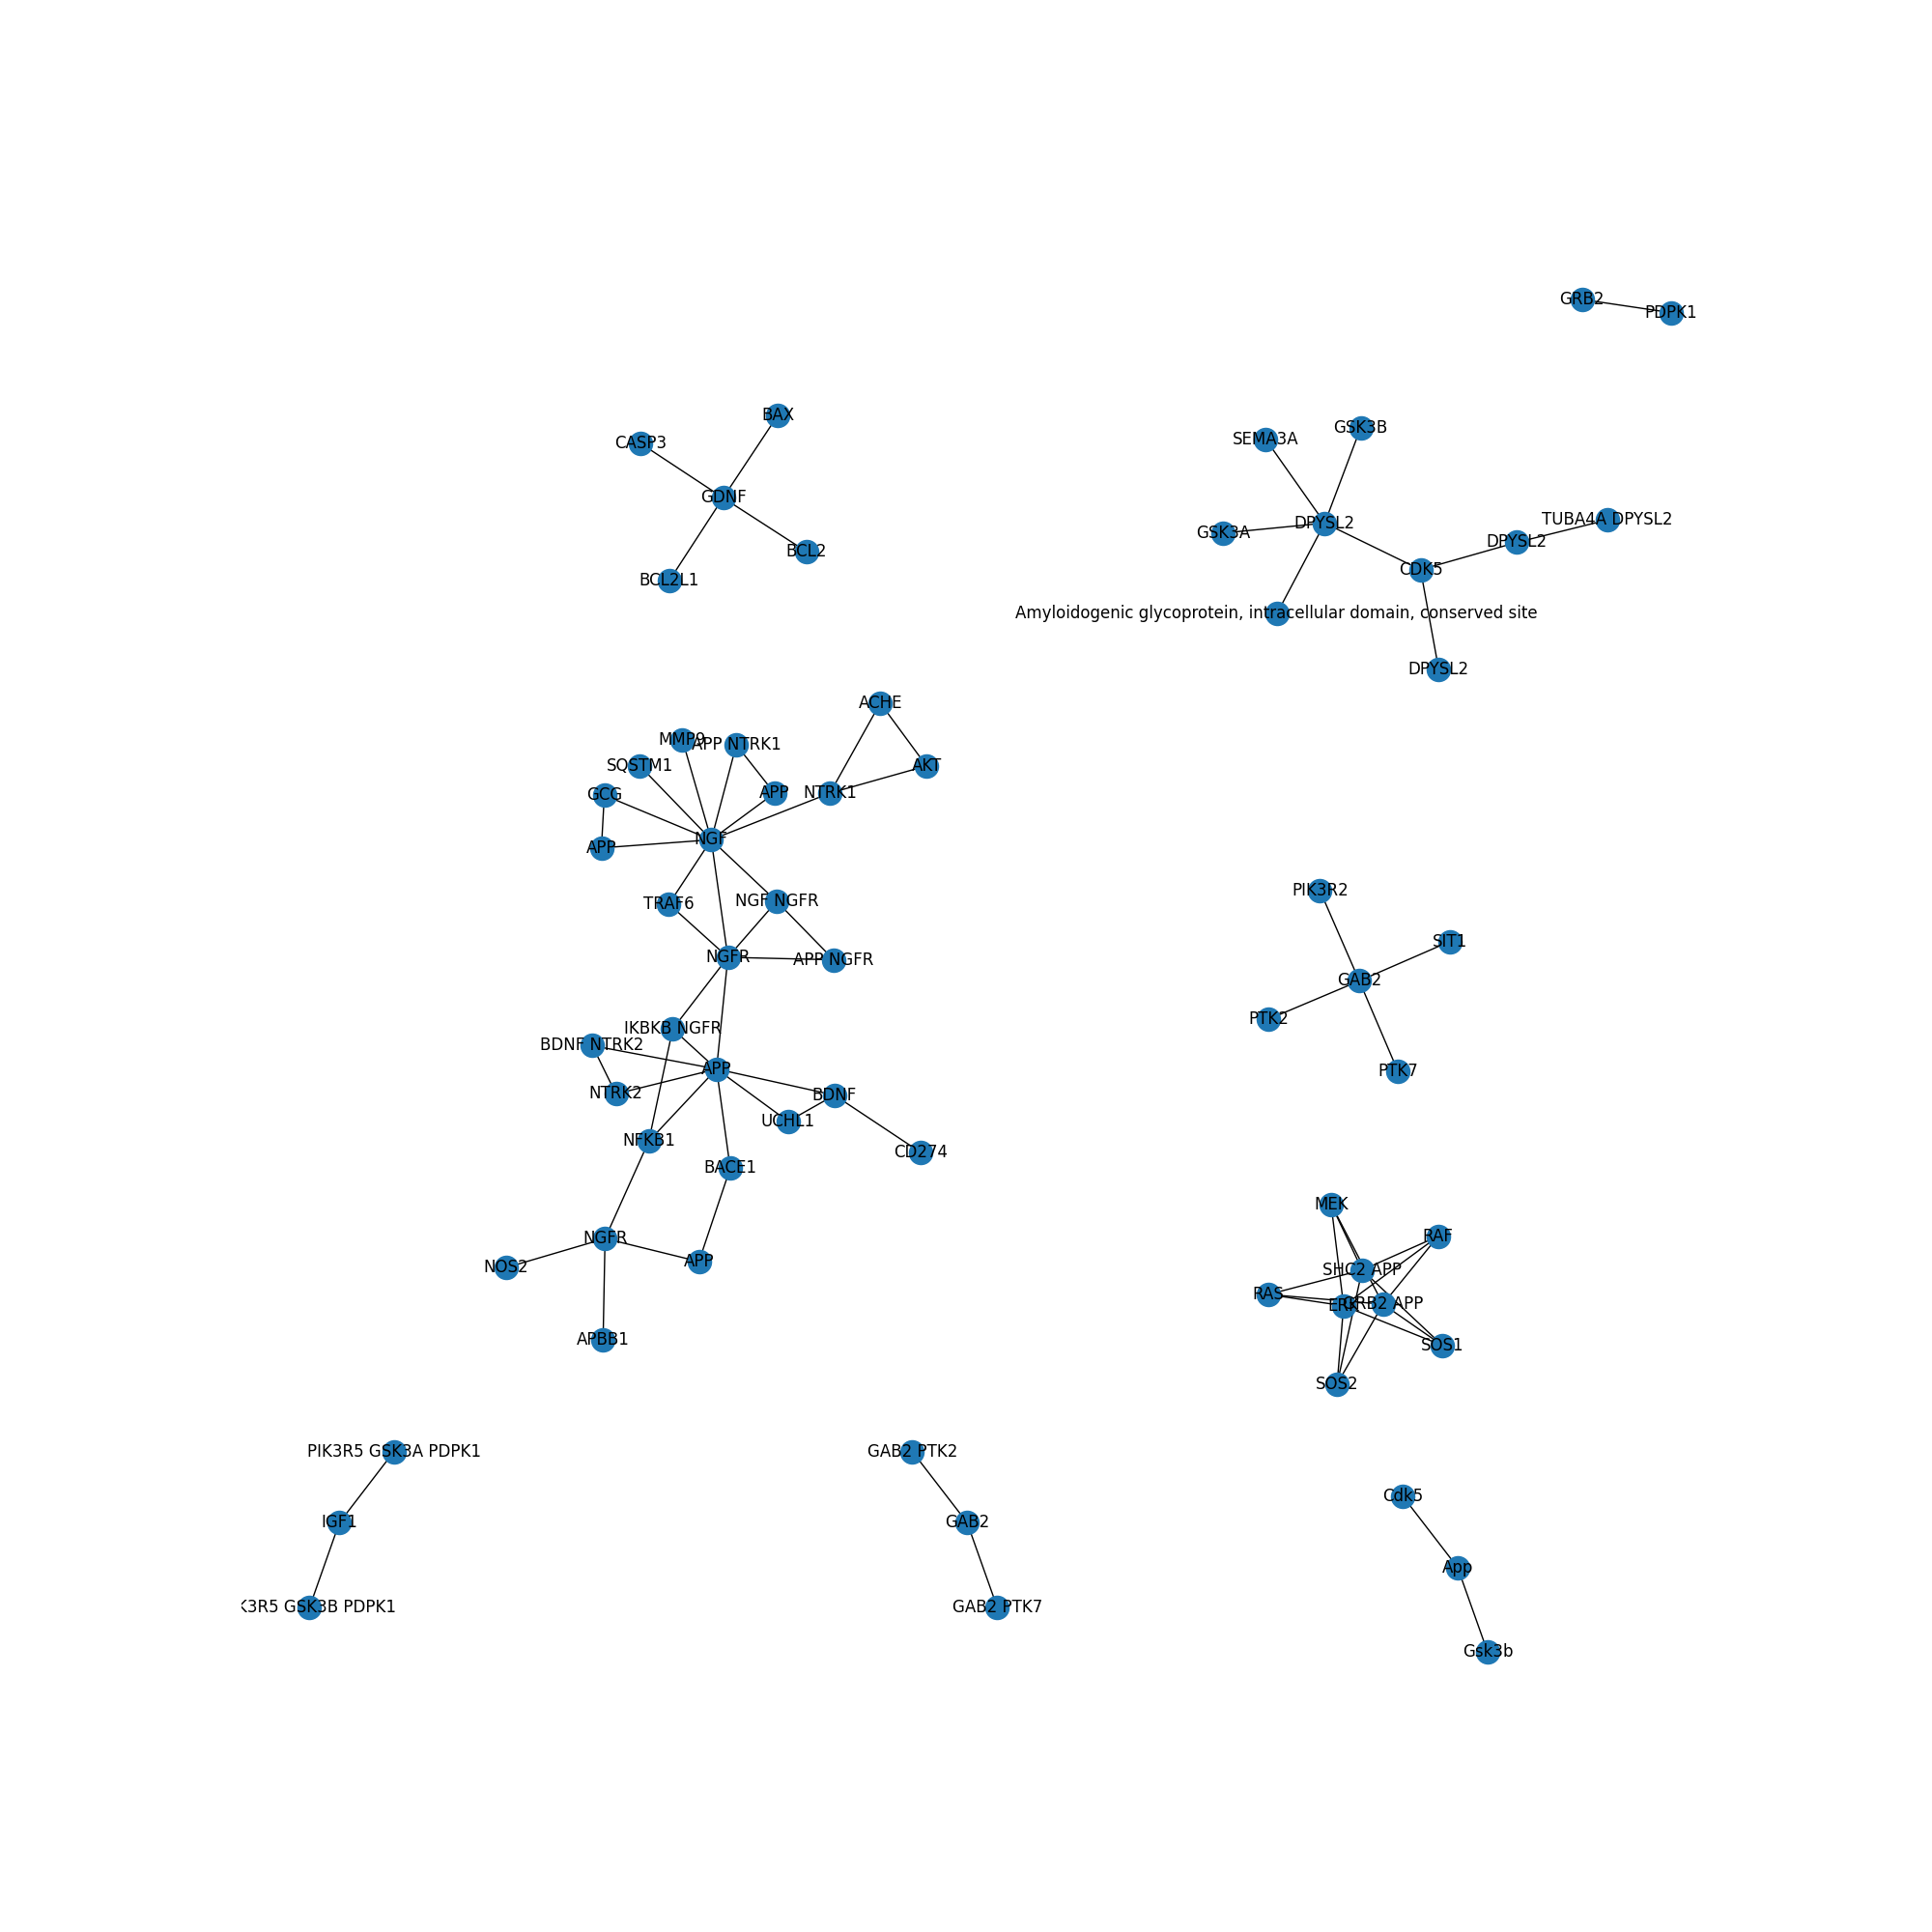 GRB2
PDPK1
BAX
CASP3
GSK3B
SEMA3A
GDNF
TUBA4A DPYSL2
DPYSL2
GSK3A
DPYSL2
BCL2
CDK5
BCL2L1
Amyloidogenic glycoprotein, intracellular domain, conserved site
DPYSL2
ACHE
MMP9
APP NTRK1
SQSTM1
AKT
GCG
APP
NTRK1
NGF
APP
PIK3R2
TRAF6
NGF NGFR
SIT1
NGFR
APP NGFR
GAB2
PTK2
IKBKB NGFR
BDNF NTRK2
APP
PTK7
NTRK2
BDNF
UCHL1
NFKB1
CD274
BACE1
MEK
RAF
NGFR
APP
NOS2
SHC2 APP
RAS
ERK
GRB2 APP
APBB1
SOS1
SOS2
PIK3R5 GSK3A PDPK1
GAB2 PTK2
Cdk5
IGF1
GAB2
App
K3R5 GSK3B PDPK1
GAB2 PTK7
Gsk3b